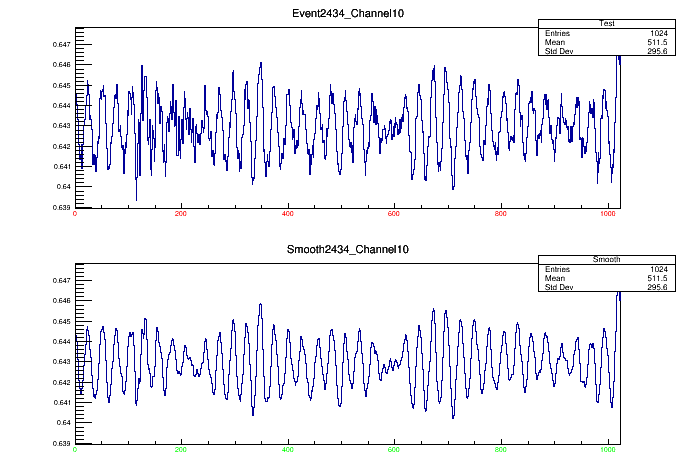 Event2434_Channel10
Test
Entries 1024
Mean 511.5
Std Dev 295.6
0.647
0.646
0.645
0.644
0.643
0.642
0.641
0.64
0.639
0 200 400 600 800 1000
Smooth2434_Channel10
Smooth
Entries 1024
Mean 511.5
Std Dev 295.6
0.647
0.646
0.645
0.644
0.643
0.642
0.641
0.64
0.639
0 200 400 600 800 1000